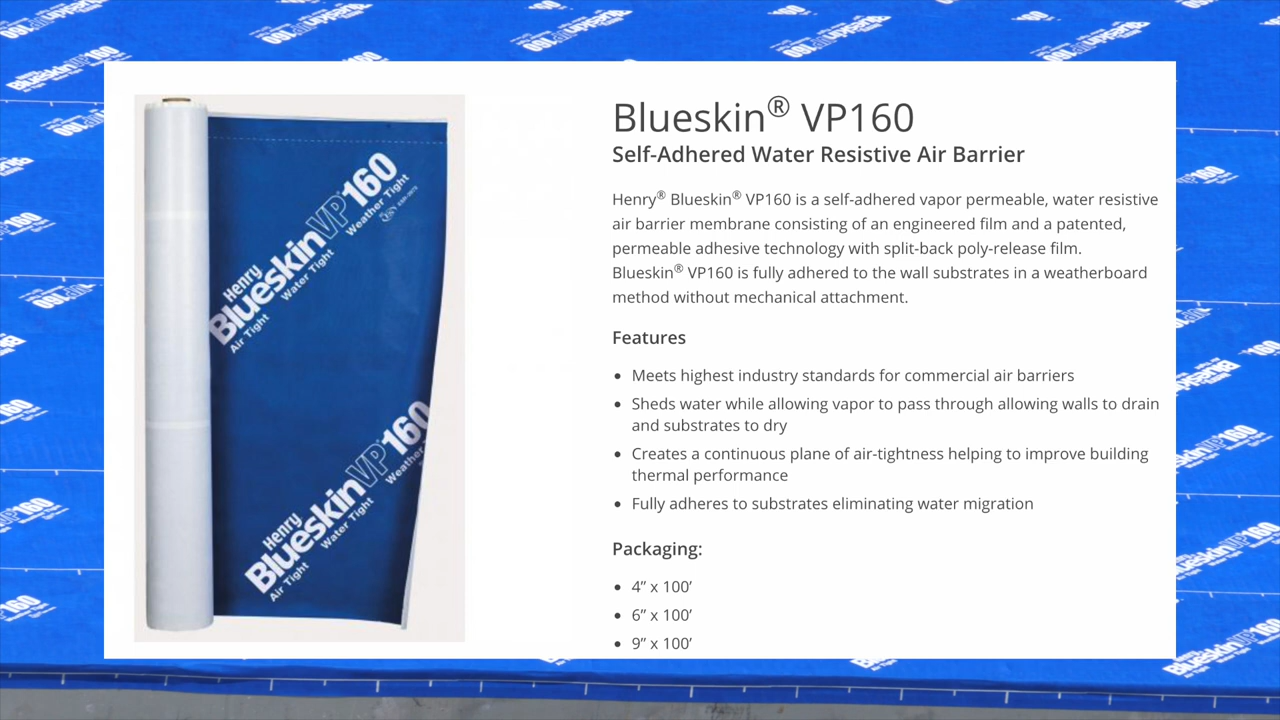 Blueskin® VP160
Self-Adhered Water Resistive Air Barrier
Henry® Blueskin® VP160 is a self-adhered vapor permeable, water resistive
air barrier membrane consisting of an engineered film and a patented,
permeable adhesive technology with split-back poly-release film.
Blueskin® VP160 is fully adhered to the wall substrates in a weatherboard
method without mechanical attachment.
Features
• Meets highest industry standards for commercial air barriers
• Sheds water while allowing vapor to pass through allowing walls to drain
and substrates to dry
• Creates a continuous plane of air-tightness helping to improve building
thermal performance
• Fully adheres to substrates eliminating water migration
Packaging:
• 4” x 100’
• 6” x 100’
• 9” x 100’
Henry
BlueskinVP160
Air Tight Water Tight Weather Tight
Henry
BlueskinVP160
Air Tight Water Tight Weather